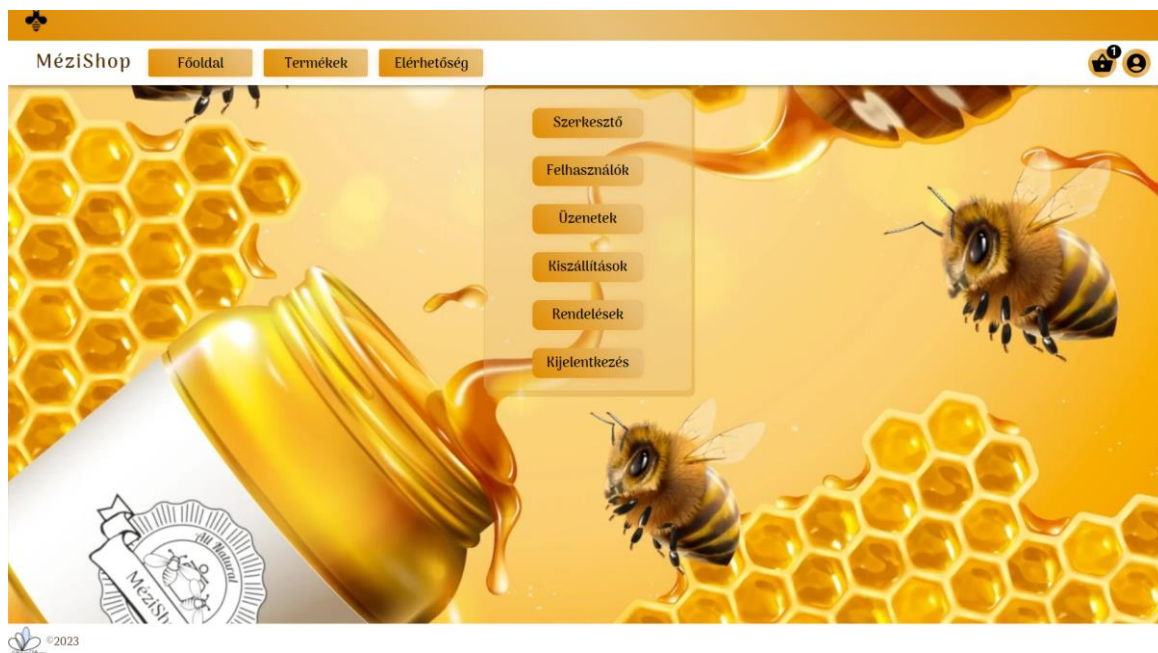 MéziShop
Főoldal
Termékek
Elérhetőség
1
Szerkesztő
Felhasználók
Üzenetek
Kiszállítások
Rendelések
Kijelentkezés
All Natural
©2023